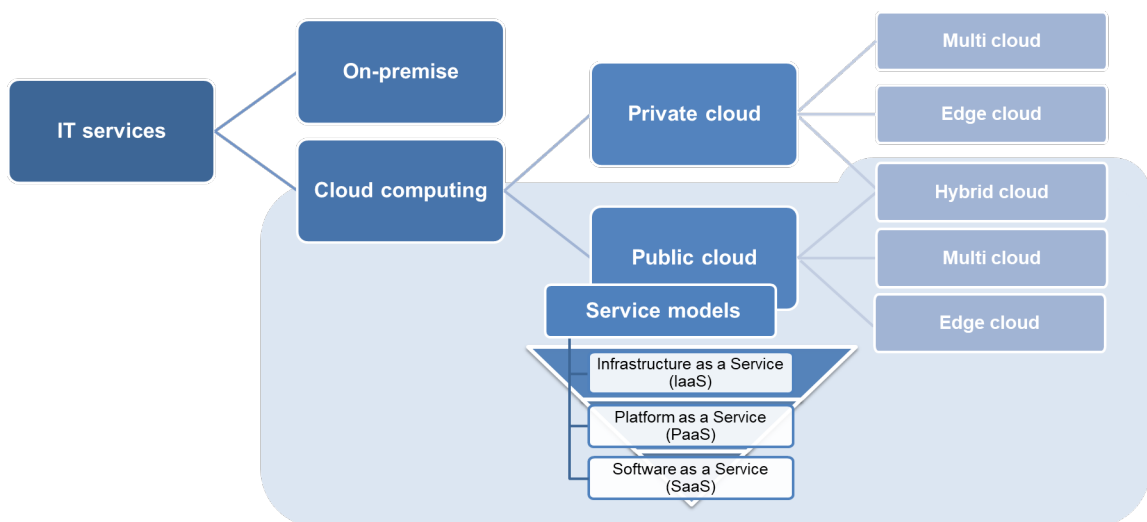 IT services
On-premise
Cloud computing
Private cloud
Public cloud
Service models
Infrastructure as a Service
(IaaS)
Platform as a Service
(PaaS)
Software as a Service
(SaaS)
Multi cloud
Edge cloud
Hybrid cloud
Multi cloud
Edge cloud